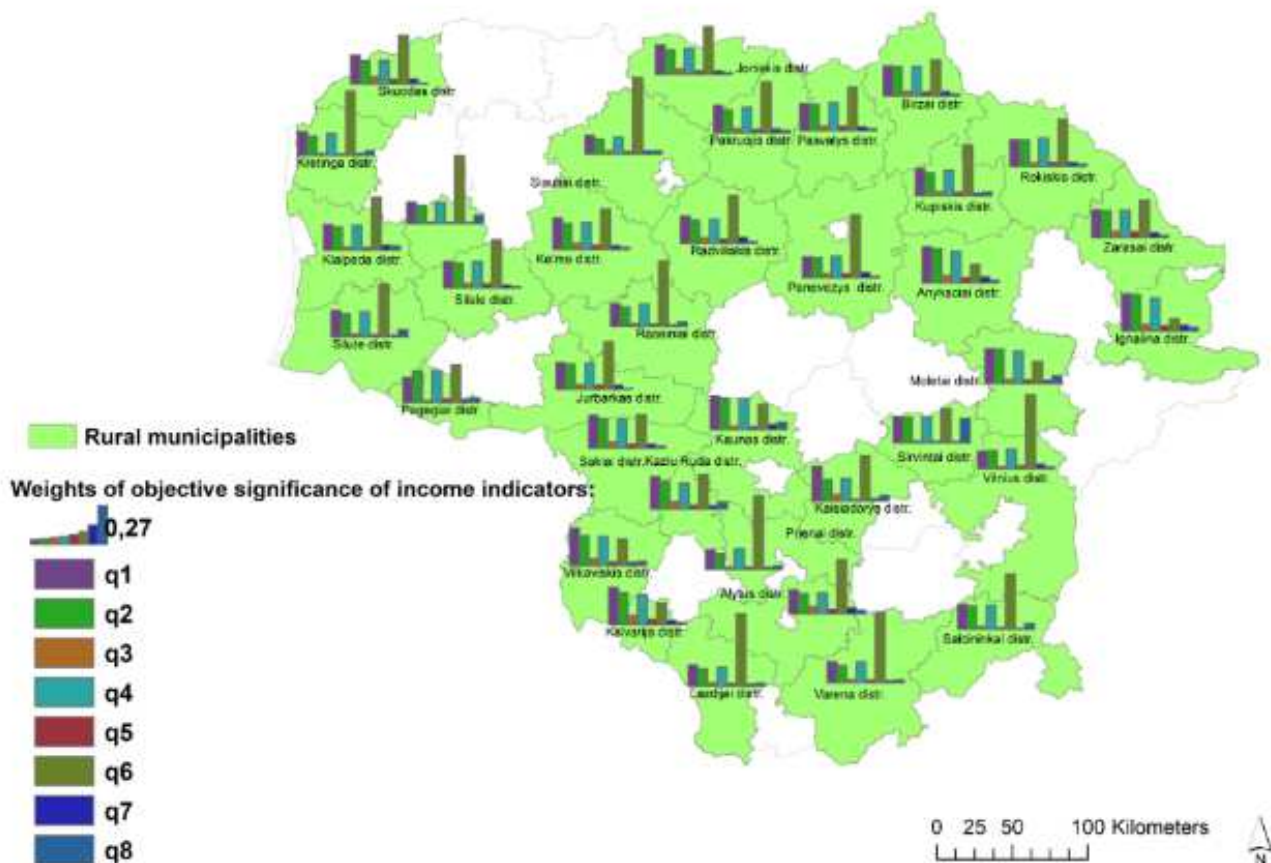 Skuodas distr.
Joniskis distr.
Birzai distr.
Pakruojis distr.
Pasvalys distr.
Kretinga distr.
Rokiskis distr.
Siauliai distr.
Kupiskis distr.
Klaipeda distr.
Kelme distr.
Radviliskis distr.
Zarasai distr.
Silale distr.
Panevezys distr.
Anyksciai distr.
Silute distr.
Raseiniai distr.
Ignalina distr.
Moletai distr.
Pagegiai distr.
Jurbarkas distr.
Kaunas distr.
Sirvintai distr.
Rural municipalities
Sakiai distr.
Kazlu Ruda distr.
Vilnius distr.
Weights of objective significance of income indicators:
0,27
Kaisiadorys distr.
Prienai distr.
q1
Vilkaviskis distr.
q2
Alytus distr.
Kalvarija distr.
Salcininkai distr.
q3
q4
Lazdijai distr.
Varena distr.
q5
q6
q7
q8
0 25 50 100 Kilometers
N